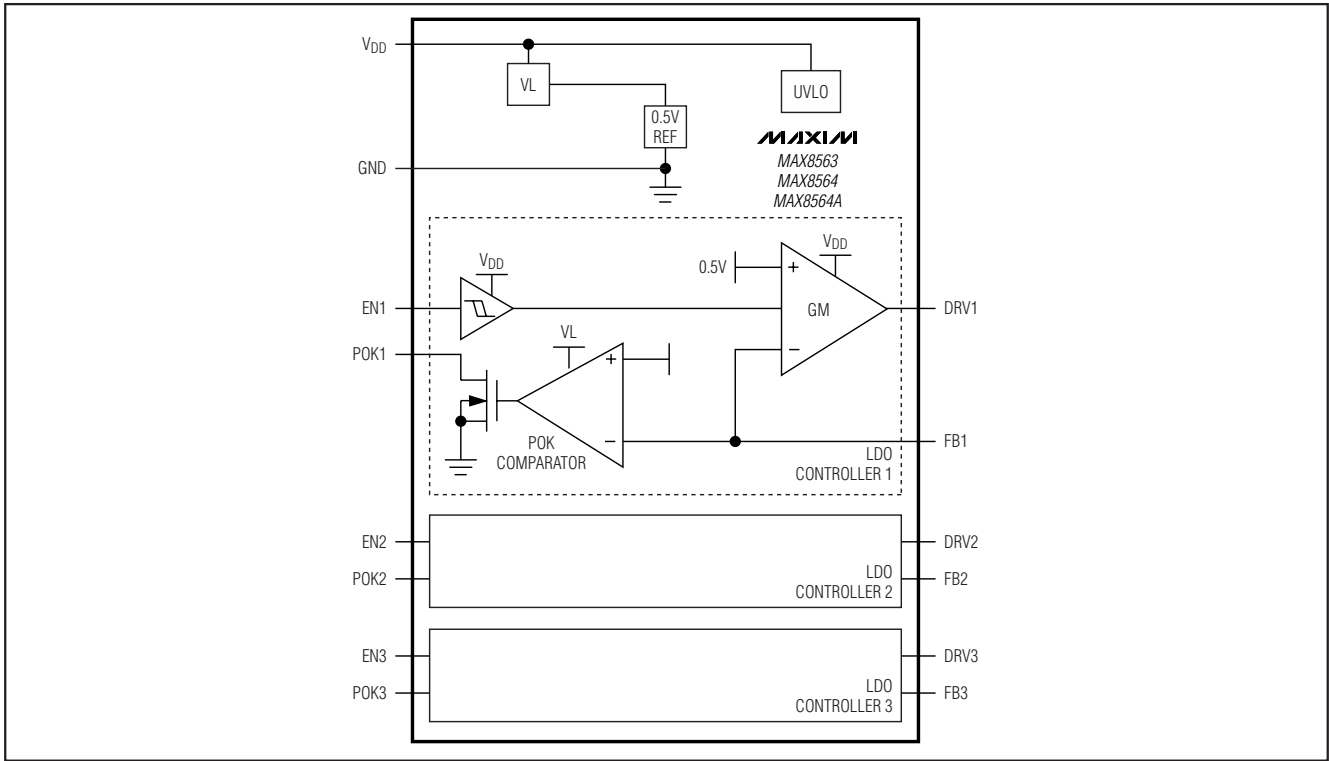 VDD
VL
UVLO
0.5V
REF
MAXIM
GND
MAX8563
MAX8564
MAX8564A
VDD
VDD
0.5V
+
EN1
GM
DRV1
POK1
VL
+
−
−
POK
COMPARATOR
FB1
LDO
CONTROLLER 1
EN2
DRV2
POK2
LDO
CONTROLLER 2
FB2
EN3
DRV3
POK3
LDO
CONTROLLER 3
FB3